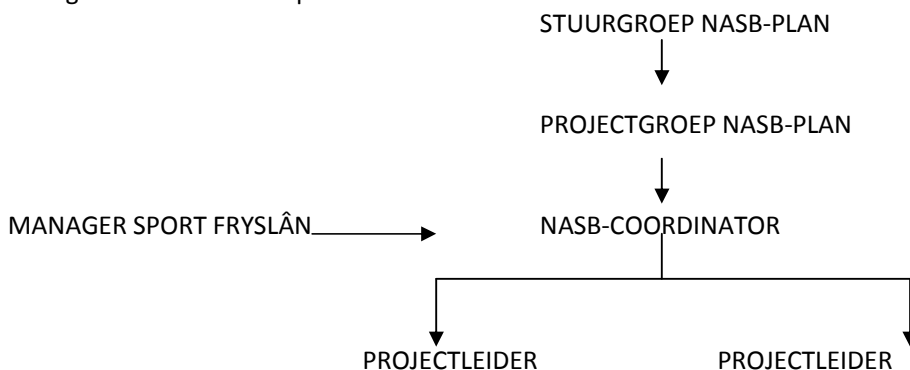 STUURGROEP NASB-PLAN
PROJECTGROEP NASB-PLAN
MANAGER SPORT FRYSLÂN NASB-COORDINATOR
PROJECTLEIDER PROJECTLEIDER